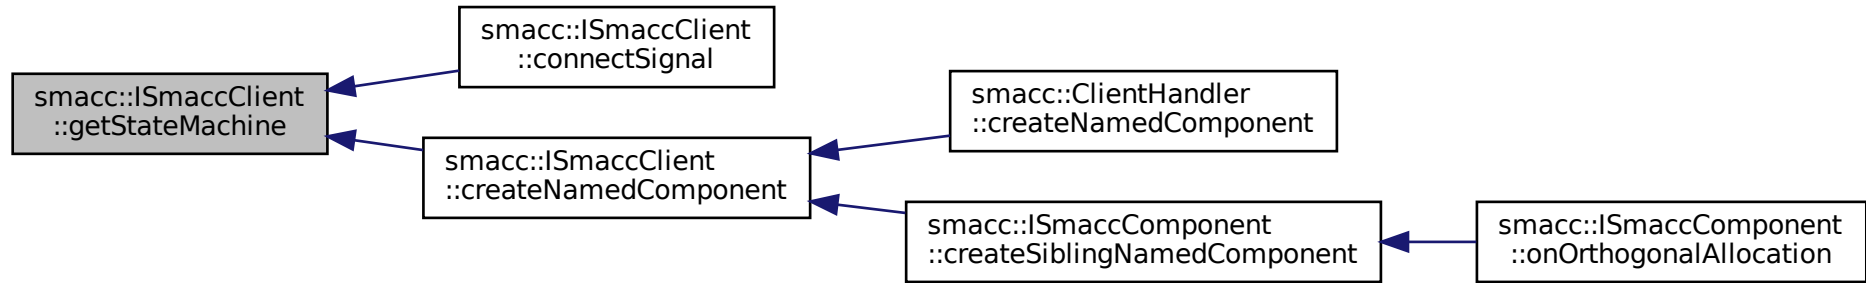 smacc::ISmaccClient
::getStateMachine
smacc::ISmaccClient
::connectSignal
smacc::ISmaccClient
::createNamedComponent
smacc::ClientHandler
::createNamedComponent
smacc::ISmaccComponent
::createSiblingNamedComponent
smacc::ISmaccComponent
::onOrthogonalAllocation